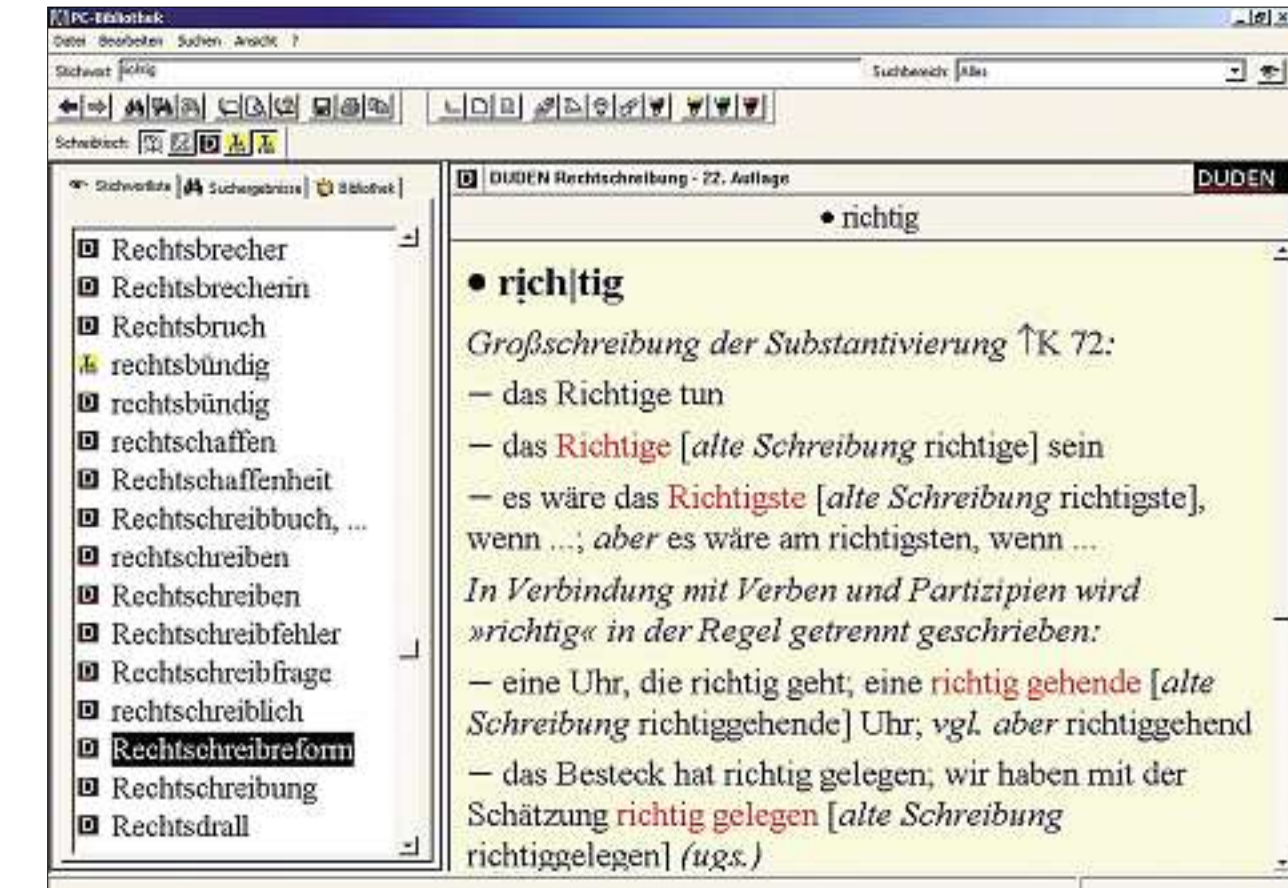 PC-Bibliothek
Datei Bearbeiten Suchen Ansicht ?
Stichwort richtig Suchbereich: Alles
Schreibtisch:
Stichwortliste Suchergebnisse Bibliothek
Rechtsbrecher
Rechtsbrecherin
Rechtsbruch
rechtsbündig
rechtsbündig
rechtschaffen
Rechtschaffenheit
Rechtschreibbuch, ...
rechtschreiben
Rechtschreiben
Rechtschreibfehler
Rechtschreibfrage
rechtschreiblich
Rechtschreibreform
Rechtschreibung
Rechtsdrall
D DUDEN Rechtschreibung - 22. Auflage DUDEN
• richtig
• rịch|tig
Großschreibung der Substantivierung ↑K 72:
— das Richtige tun
— das Richtige [alte Schreibung richtige] sein
— es wäre das Richtigste [alte Schreibung richtigste],
wenn ...; aber es wäre am richtigsten, wenn ...
In Verbindung mit Verben und Partizipien wird
»richtig« in der Regel getrennt geschrieben:
— eine Uhr, die richtig geht; eine richtig gehende [alte
Schreibung richtiggehende] Uhr; vgl. aber richtiggehend
— das Besteck hat richtig gelegen; wir haben mit der
Schätzung richtig gelegen [alte Schreibung
richtiggelegen] (ugs.)